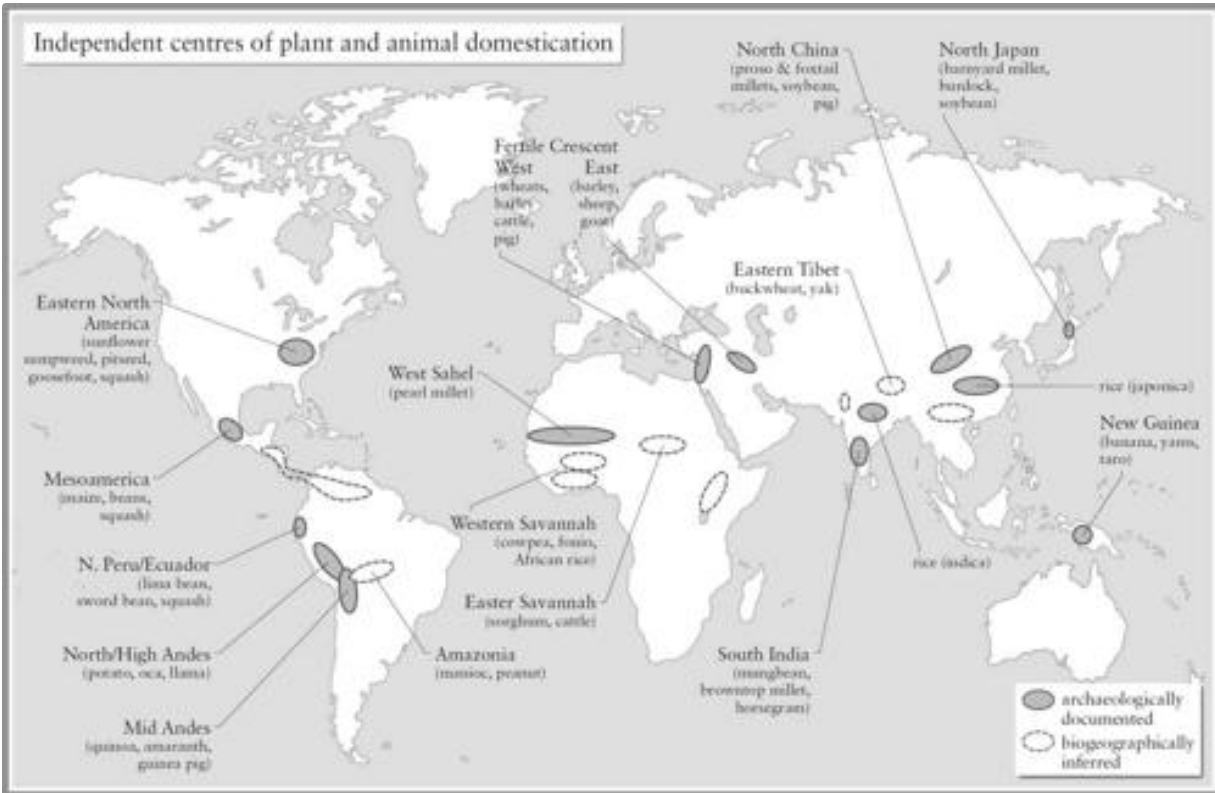 Independent centres of plant and animal domestication
North China
(proso & foxtail
millets, soybean,
pig)
North Japan
(barnyard millet,
burdock,
soybean)
Fertile Crescent
West
(wheats,
barley,
cattle,
pig)
East
(barley,
sheep,
goat)
Eastern Tibet
(buckwheat, yak)
Eastern North
America
(sunflower
sumpweed, pitseed,
goosefoot, squash)
West Sahel
(pearl millet)
rice (japonica)
New Guinea
(banana, yams,
taro)
Mesoamerica
(maize, beans,
squash)
Western Savannah
(cowpea, fonio,
African rice)
rice (indica)
N. Peru/Ecuador
(lima bean,
sword bean, squash)
Easter Savannah
(sorghum, cattle)
North/High Andes
(potato, oca, llama)
Amazonia
(manioc, peanut)
South India
(mungbean,
browntop millet,
horsegram)
Mid Andes
(quinoa, amaranth,
guinea pig)
archaeologically
documented
biogeographically
inferred